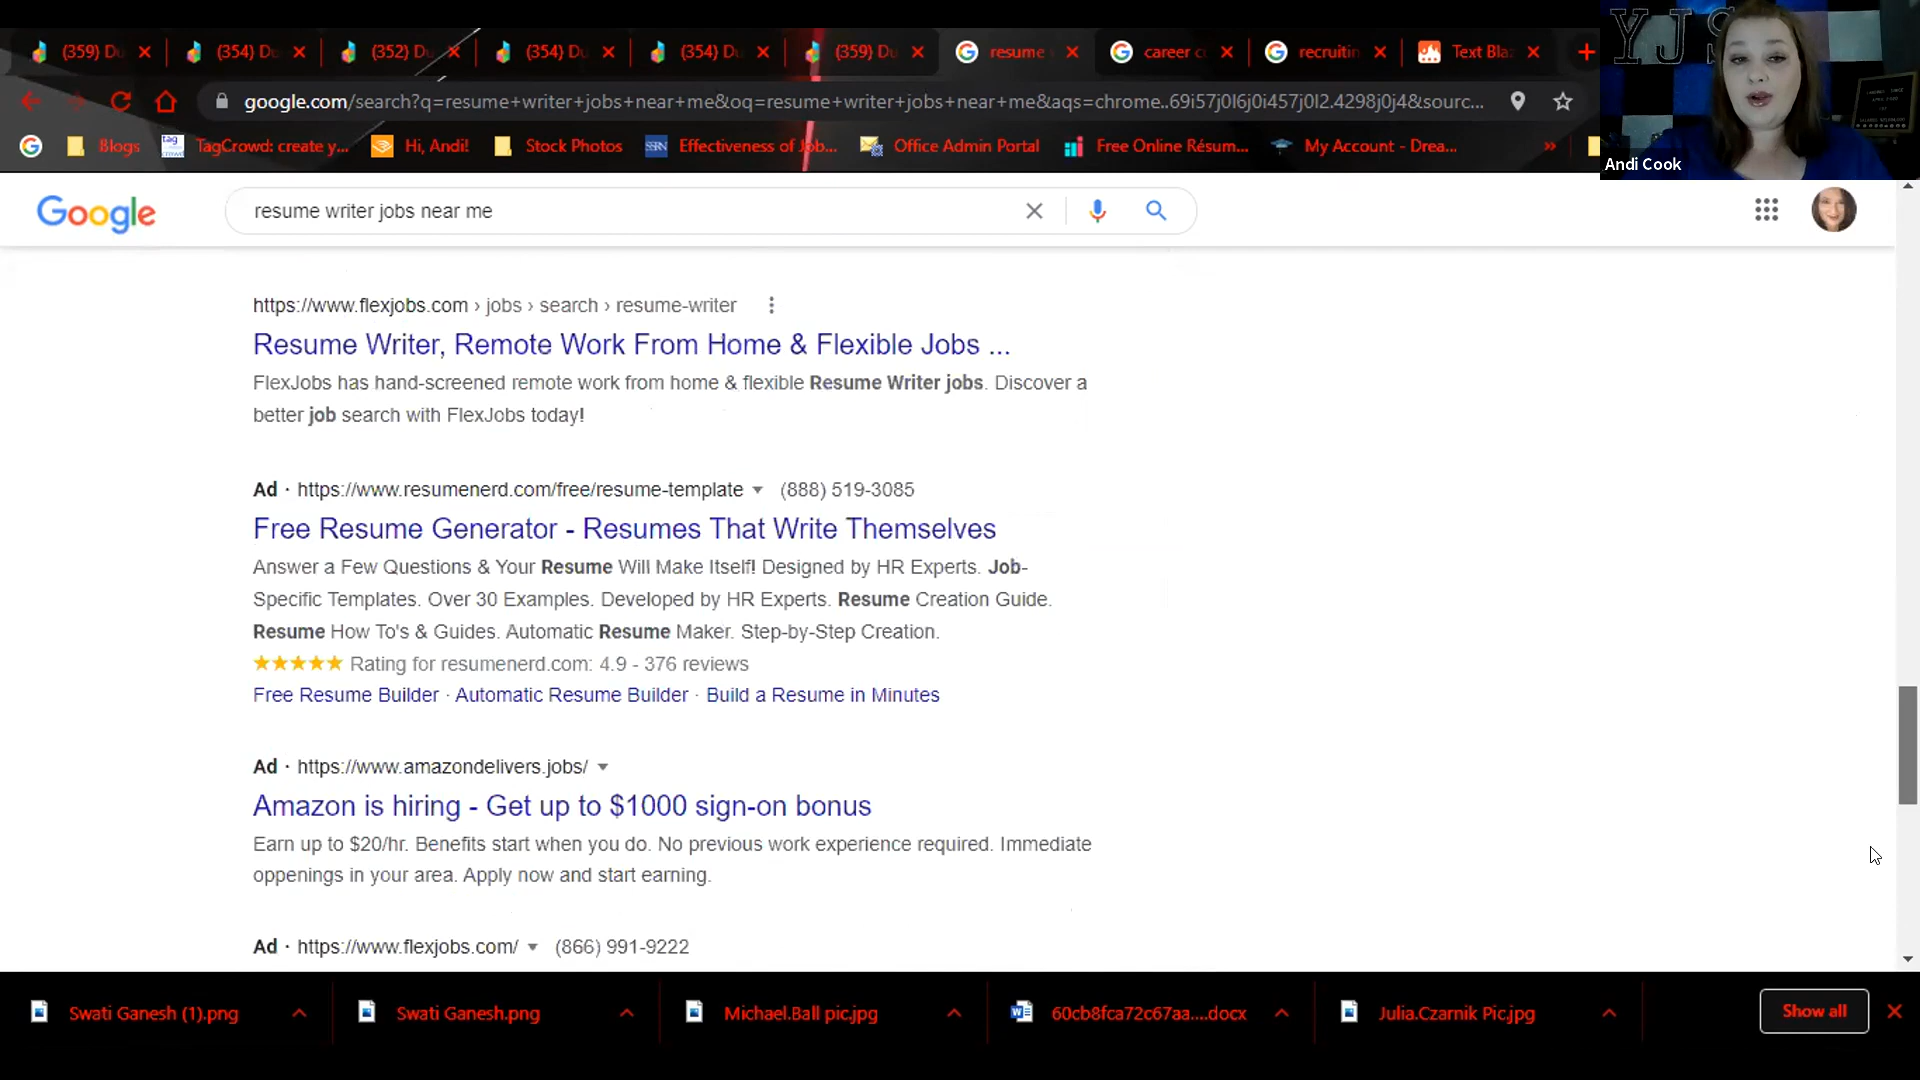 (359) Du
(354) Du
(352) Du
(354) Du
(354) Du
(359) Du
resume
career c
recruitin
Text Blaz
YJS
google.com/search?q=resume+writer+jobs+near+me&oq=resume+writer+jobs+near+me&aqs=chrome..69i57j0l6j0i457j0l2.4298j0j4&sourc...
Blogs
TagCrowd: create y...
Hi, Andi!
Stock Photos
SSRN
Effectiveness of Job...
Office Admin Portal
Free Online Résum...
My Account - Drea...
»
Andi Cook
Google
resume writer jobs near me
https://www.flexjobs.com › jobs › search › resume-writer
Resume Writer, Remote Work From Home & Flexible Jobs ...
FlexJobs has hand-screened remote work from home & flexible Resume Writer jobs. Discover a
better job search with FlexJobs today!
Ad · https://www.resumenerd.com/free/resume-template (888) 519-3085
Free Resume Generator - Resumes That Write Themselves
Answer a Few Questions & Your Resume Will Make Itself! Designed by HR Experts. Job-
Specific Templates. Over 30 Examples. Developed by HR Experts. Resume Creation Guide.
Resume How To's & Guides. Automatic Resume Maker. Step-by-Step Creation.
Rating for resumenerd.com: 4.9 - 376 reviews
Free Resume Builder · Automatic Resume Builder · Build a Resume in Minutes
Ad · https://www.amazondelivers.jobs/
Amazon is hiring - Get up to $1000 sign-on bonus
Earn up to $20/hr. Benefits start when you do. No previous work experience required. Immediate
oppenings in your area. Apply now and start earning.
Ad · https://www.flexjobs.com/ (866) 991-9222
Swati Ganesh (1).png
Swati Ganesh.png
Michael.Ball pic.jpg
60cb8fca72c67aa....docx
Julia.Czarnik Pic.jpg
Show all